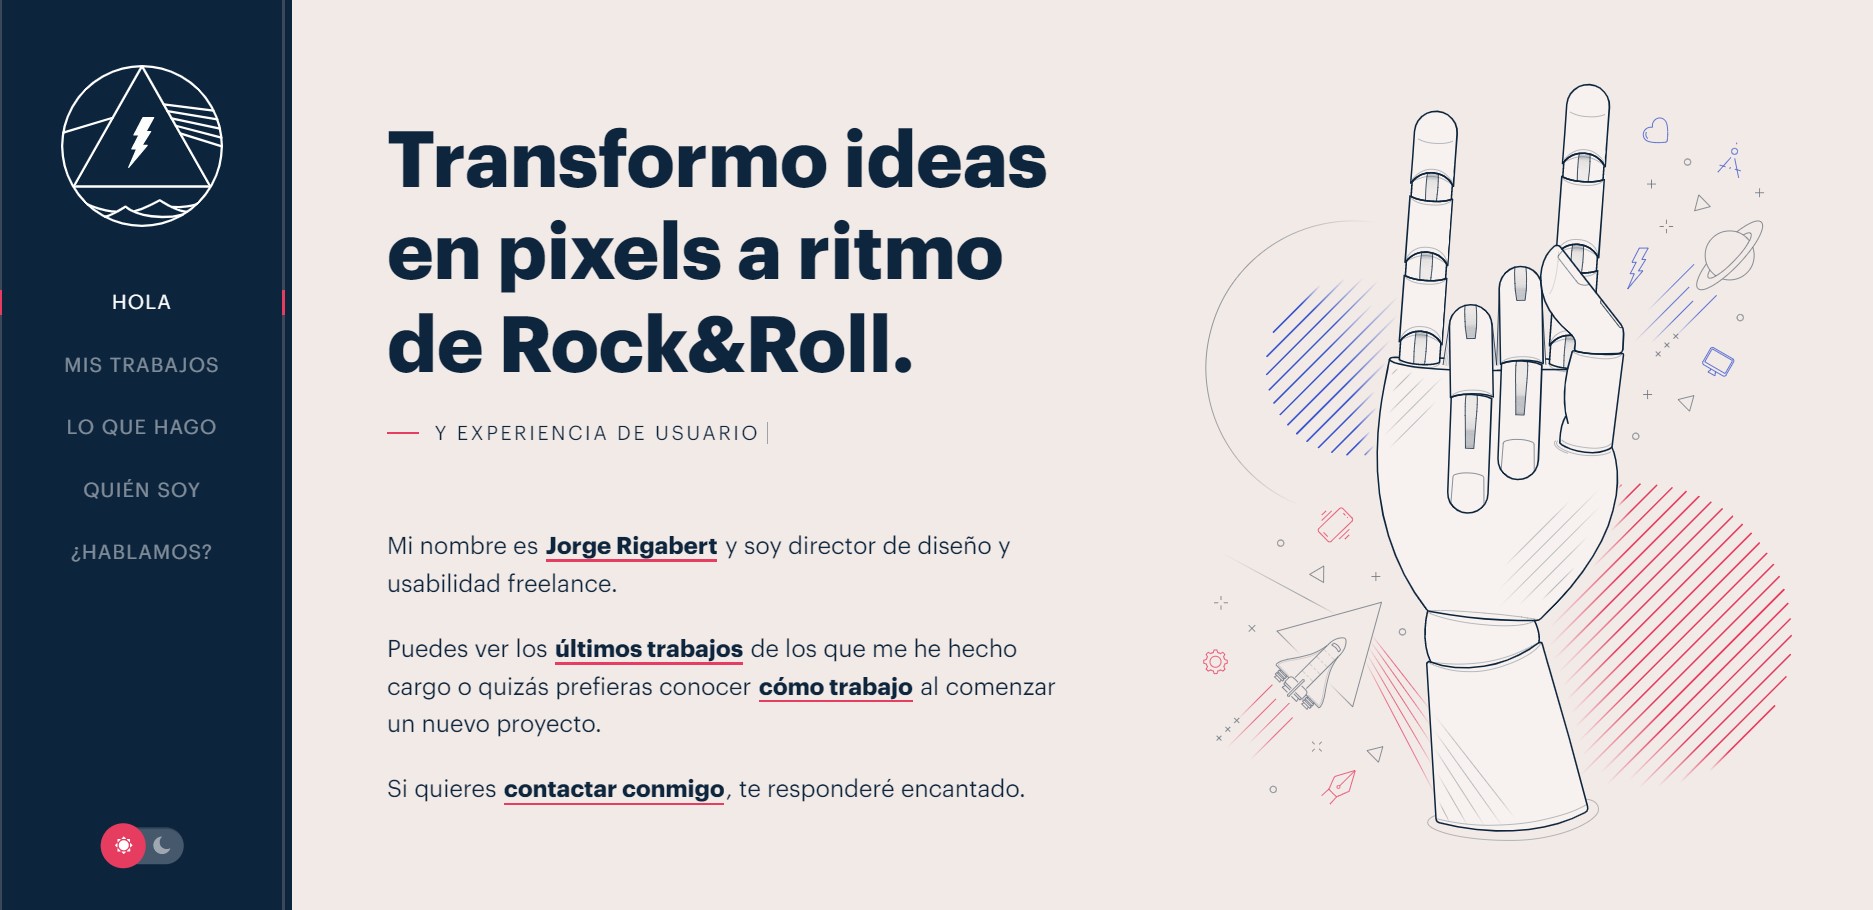 HOLA
MIS TRABAJOS
LO QUE HAGO
QUIÉN SOY
¿HABLAMOS?
Transformo ideas
en pixels a ritmo
de Rock&Roll.
Y EXPERIENCIA DE USUARIO
Mi nombre es Jorge Rigabert y soy director de diseño y
usabilidad freelance.
Puedes ver los últimos trabajos de los que me he hecho
cargo o quizás prefieras conocer cómo trabajo al comenzar
un nuevo proyecto.
Si quieres contactar conmigo, te responderé encantado.